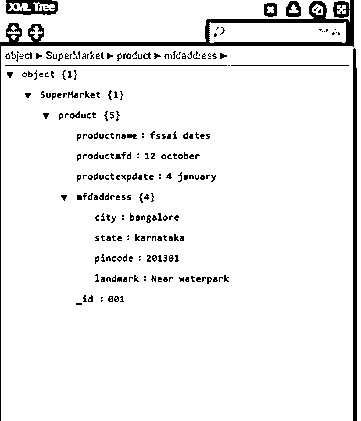 XML Tree
object ▶ SuperMarket ▶ product ▶ mfdaddress ▶
▼ object {1}
▼ SuperMarket {1}
▼ product {5}
productname : fssai dates
productmfd : 12 october
productexpdate : 4 january
▼ mfdaddress {4}
city : bangalore
state : karnataka
pincode : 201301
landmark : Near waterpark
_id : 001